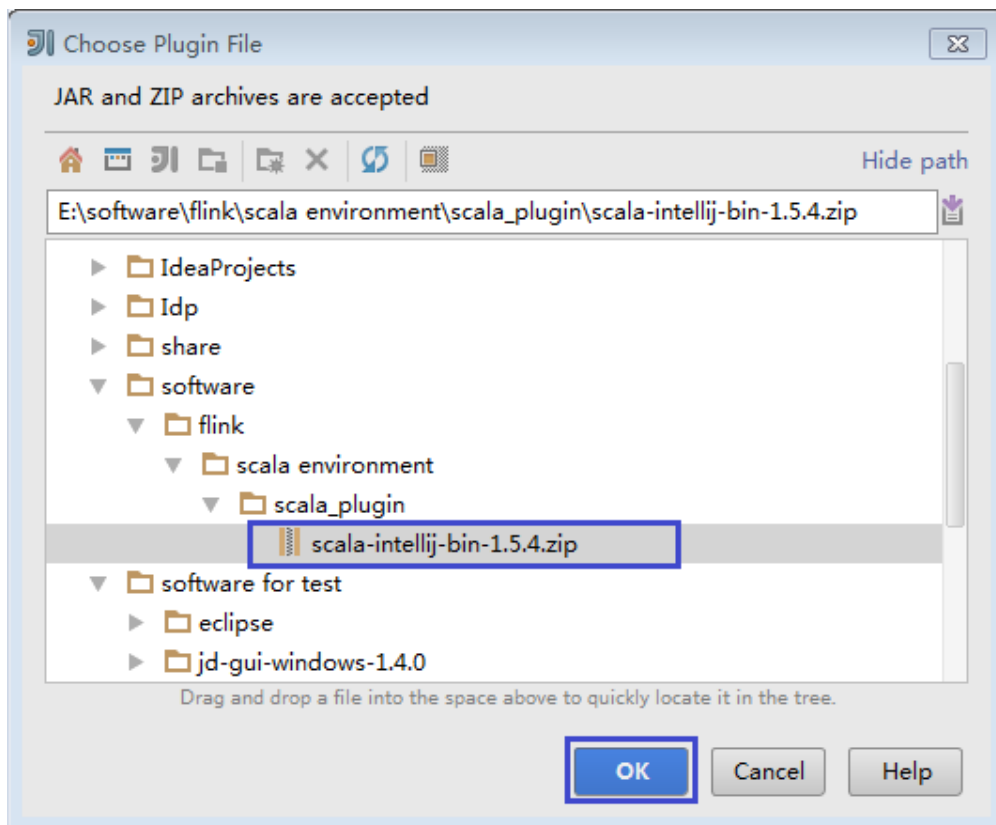 Choose Plugin File
JAR and ZIP archives are accepted
Hide path
E:\software\flink\scala environment\scala_plugin\scala-intellij-bin-1.5.4.zip
IdeaProjects
Idp
share
software
flink
scala environment
scala_plugin
scala-intellij-bin-1.5.4.zip
software for test
eclipse
jd-gui-windows-1.4.0
Drag and drop a file into the space above to quickly locate it in the tree.
OK Cancel Help